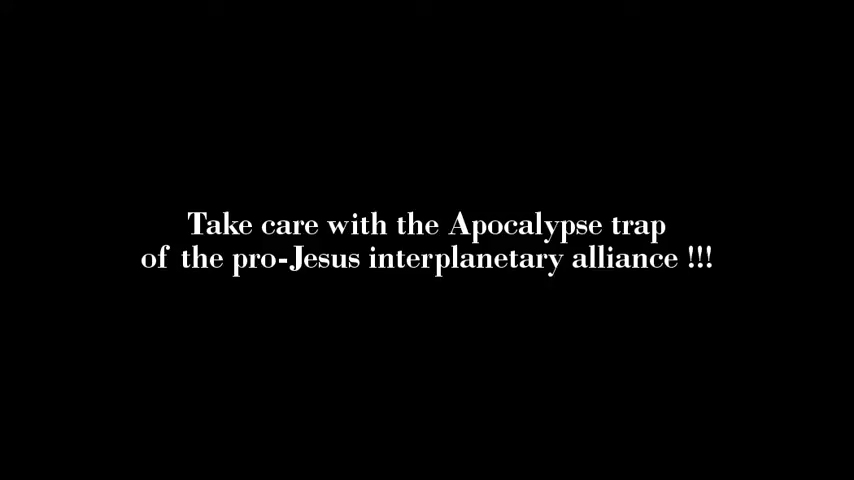 Take care with the Apocalypse trap
of the pro-Jesus interplanetary alliance !!!